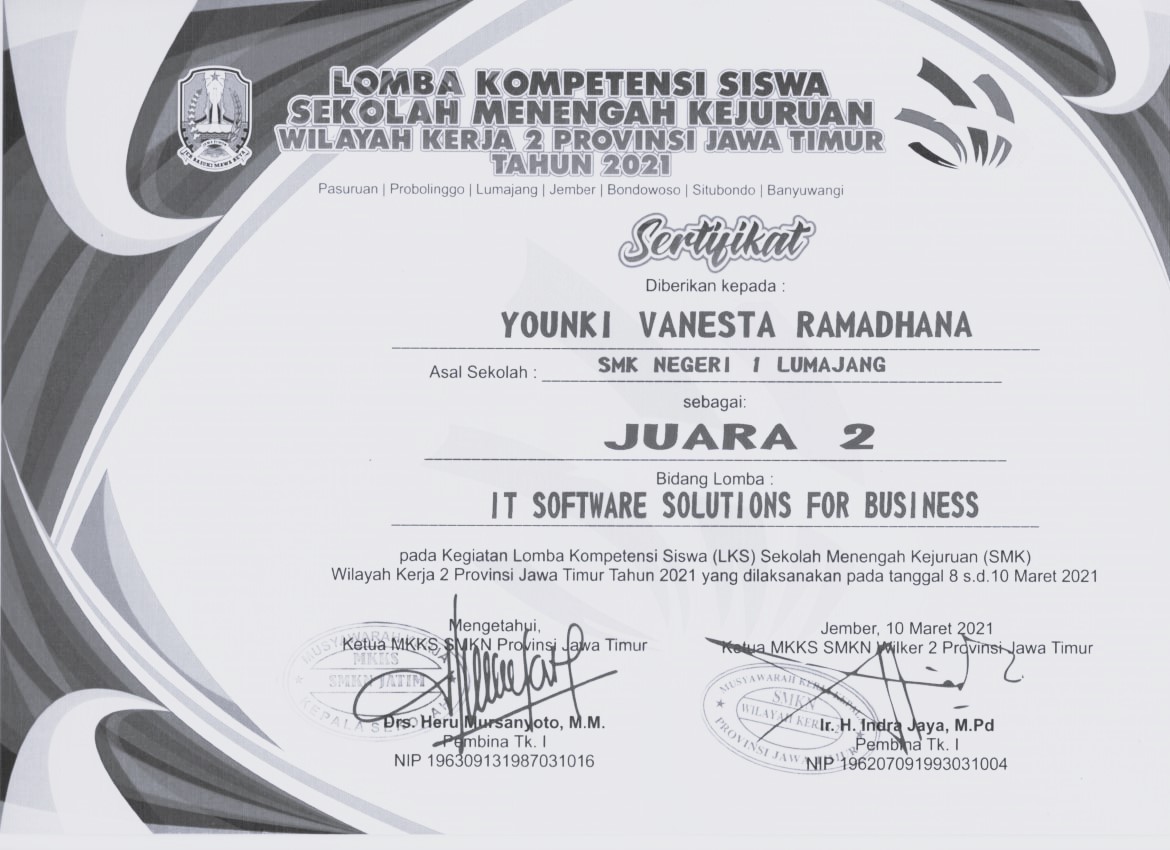 LOMBA KOMPETENSI SISWA
SEKOLAH MENENGAH KEJURUAN
WILAYAH KERJA 2 PROVINSI JAWA TIMUR
TAHUN 2021
Pasuruan | Probolinggo | Lumajang | Jember | Bondowoso | Situbondo | Banyuwangi
JER BASUKI MAWA BEYA
Sertifikat
Diberikan kepada :
YOUNKI VANESTA RAMADHANA
Asal Sekolah : SMK NEGERI 1 LUMAJANG
sebagai:
JUARA 2
Bidang Lomba :
IT SOFTWARE SOLUTIONS FOR BUSINESS
pada Kegiatan Lomba Kompetensi Siswa (LKS) Sekolah Menengah Kejuruan (SMK)
Wilayah Kerja 2 Provinsi Jawa Timur Tahun 2021 yang dilaksanakan pada tanggal 8 s.d.10 Maret 2021
Mengetahui,
Ketua MKKS SMKN Provinsi Jawa Timur
MUSYAWARAH KERJA
MKKS
SMKN JATIM
KEPALA SEKOLAH
Drs. Heru Mursanyoto, M.M.
Pembina Tk. I
NIP 196309131987031016
Jember, 10 Maret 2021
Ketua MKKS SMKN Wilker 2 Provinsi Jawa Timur
MUSYAWARAH KERJA
SMKN
WILAYAH KERJA
PROVINSI JAWA TIMUR
Ir. H. Indra Jaya, M.Pd
Pembina Tk. I
NIP 196207091993031004